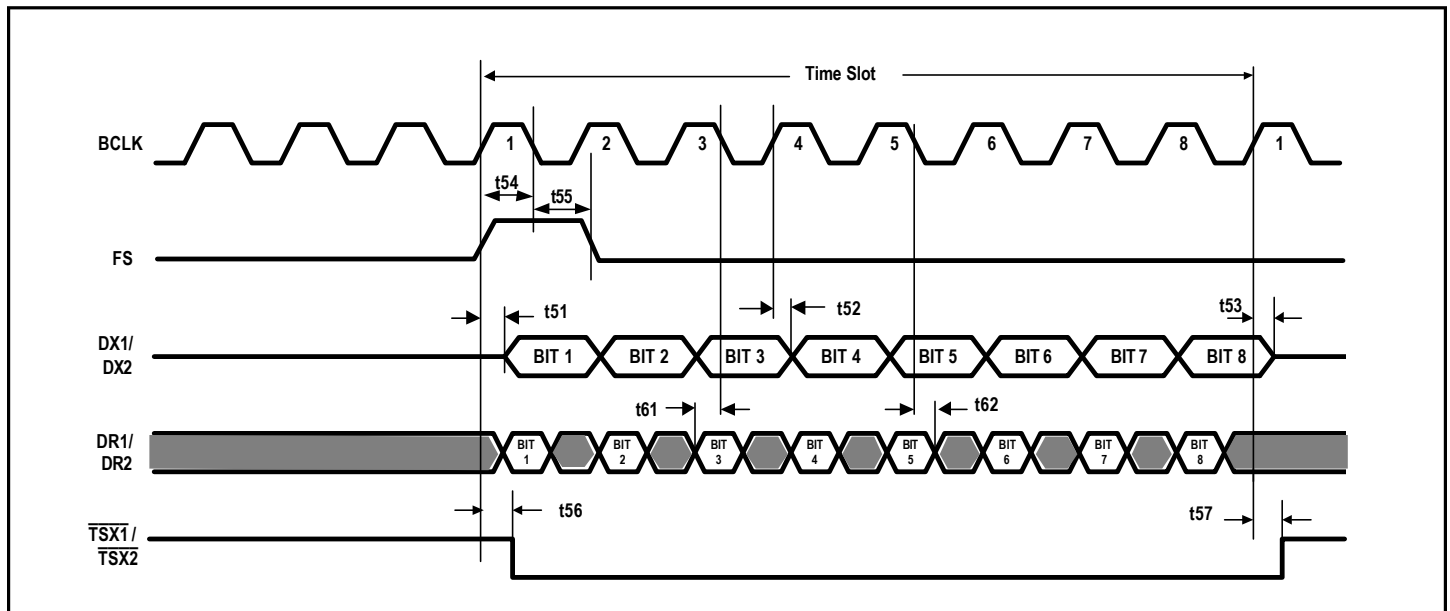 Time Slot
BCLK 1 2 3 4 5 6 7 8 1
t54
t55
FS
t51 t52 t53
DX1/
DX2
BIT 1 BIT 2 BIT 3 BIT 4 BIT 5 BIT 6 BIT 7 BIT 8
t61 t62
DR1/
DR2
BIT 1 BIT 2 BIT 3 BIT 4 BIT 5 BIT 6 BIT 7 BIT 8
t56 t57
TSX1 /
TSX2